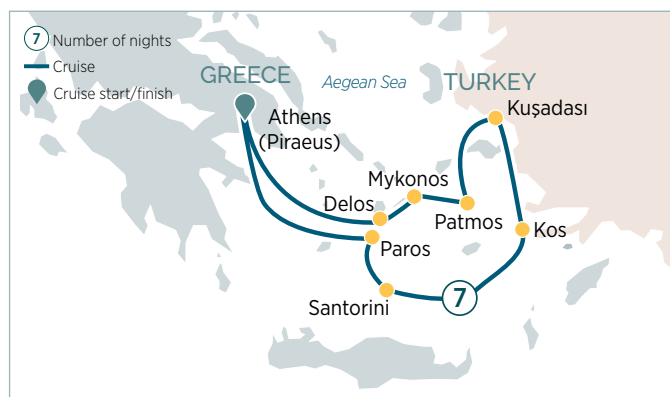 7 Number of nights
Cruise
Cruise start/finish
GREECE
Aegean Sea
TURKEY
Athens
(Piraeus)
Kuşadası
Mykonos
Delos
Patmos
Kos
Paros
Santorini
7